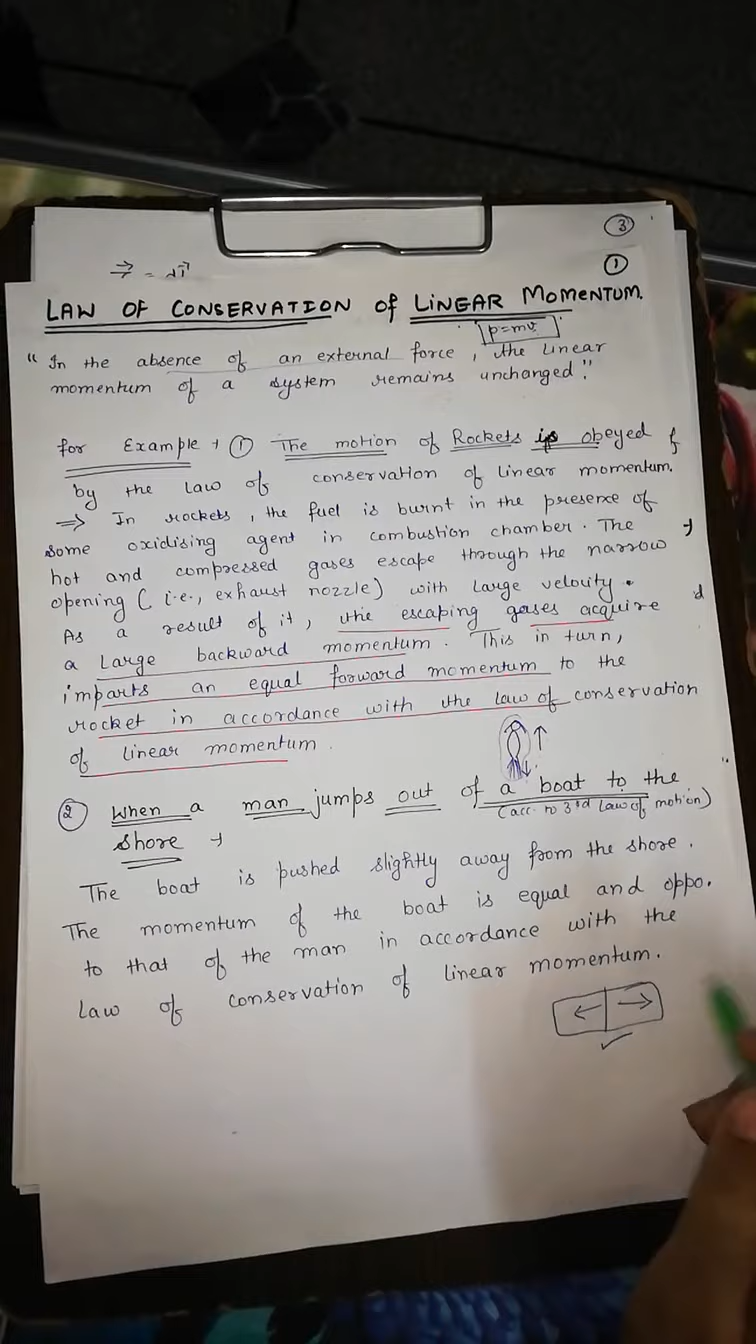 3
1
LAW OF CONSERVATION of LINEAR MOMENTUM.
p=mv
" In the absence of an external force, the linear
momentum of a system remains unchanged."
for Example → ① The motion of Rockets is obeyed
by the law of conservation of linear momentum.
⇒ In rockets, the fuel is burnt in the presence of
some oxidising agent in combustion chamber. The
hot and compressed gases escape through the narrow
opening (i.e., exhaust nozzle) with large velocity.
As a result of it, the escaping gases acquire
a large backward momentum. This in turn,
imparts an equal forward momentum to the
rocket in accordance with the law of conservation
of linear momentum.
② When a man jumps out of a boat to the
(acc. to 3rd law of motion)
shore →
The boat is pushed slightly away from the shore.
The momentum of the boat is equal and oppo.
to that of the man in accordance with the
law of conservation of linear momentum.